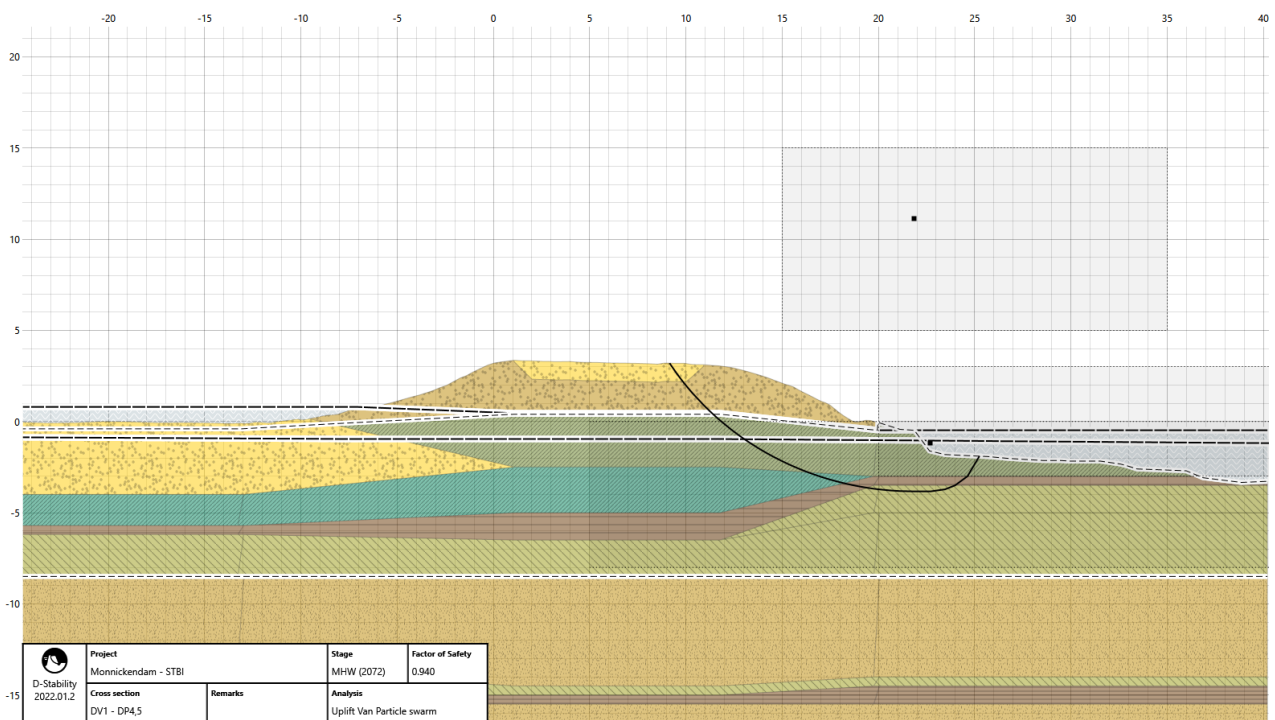 -20 -15 -10 -5 0 5 10 15 20 25 30 35 40
20
15
10
5
0
-5
-10
-15
D-Stability
2022.01.2
Project
Monnickendam - STBI
Stage
MHW (2072)
Factor of Safety
0.940
Cross section
DV1 - DP4,5
Remarks
Analysis
Uplift Van Particle swarm